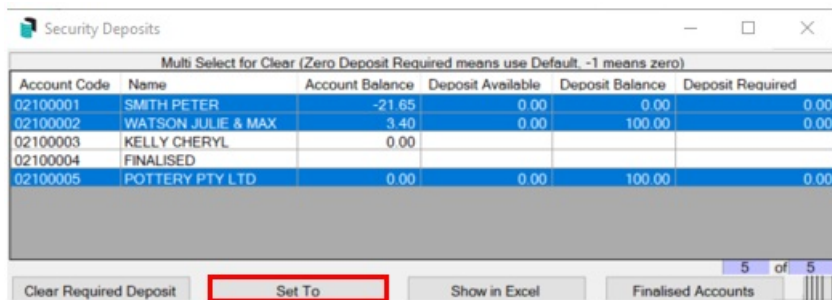 Security Deposits
Multi Select for Clear (Zero Deposit Required means use Default, -1 means zero)
Account Code Name Account Balance Deposit Available Deposit Balance Deposit Required
02100001 SMITH PETER -21.65 0.00 0.00 0.00
02100002 WATSON JULIE & MAX 3.40 0.00 100.00 0.00
02100003 KELLY CHERYL 0.00
02100004 FINALISED
02100005 POTTERY PTY LTD 0.00 0.00 100.00 0.00
5 of 5
Clear Required Deposit Set To Show in Excel Finalised Accounts